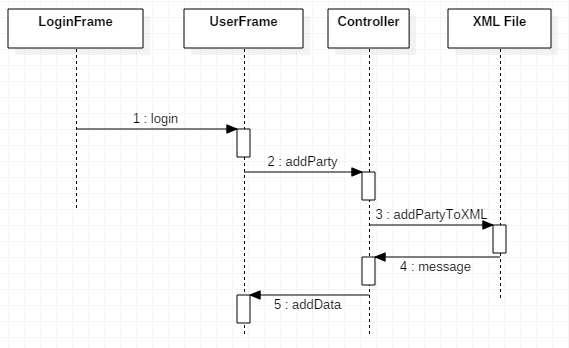 LoginFrame
UserFrame
Controller
XML File
1 : login
2 : addParty
3 : addPartyToXML
4 : message
5 : addData